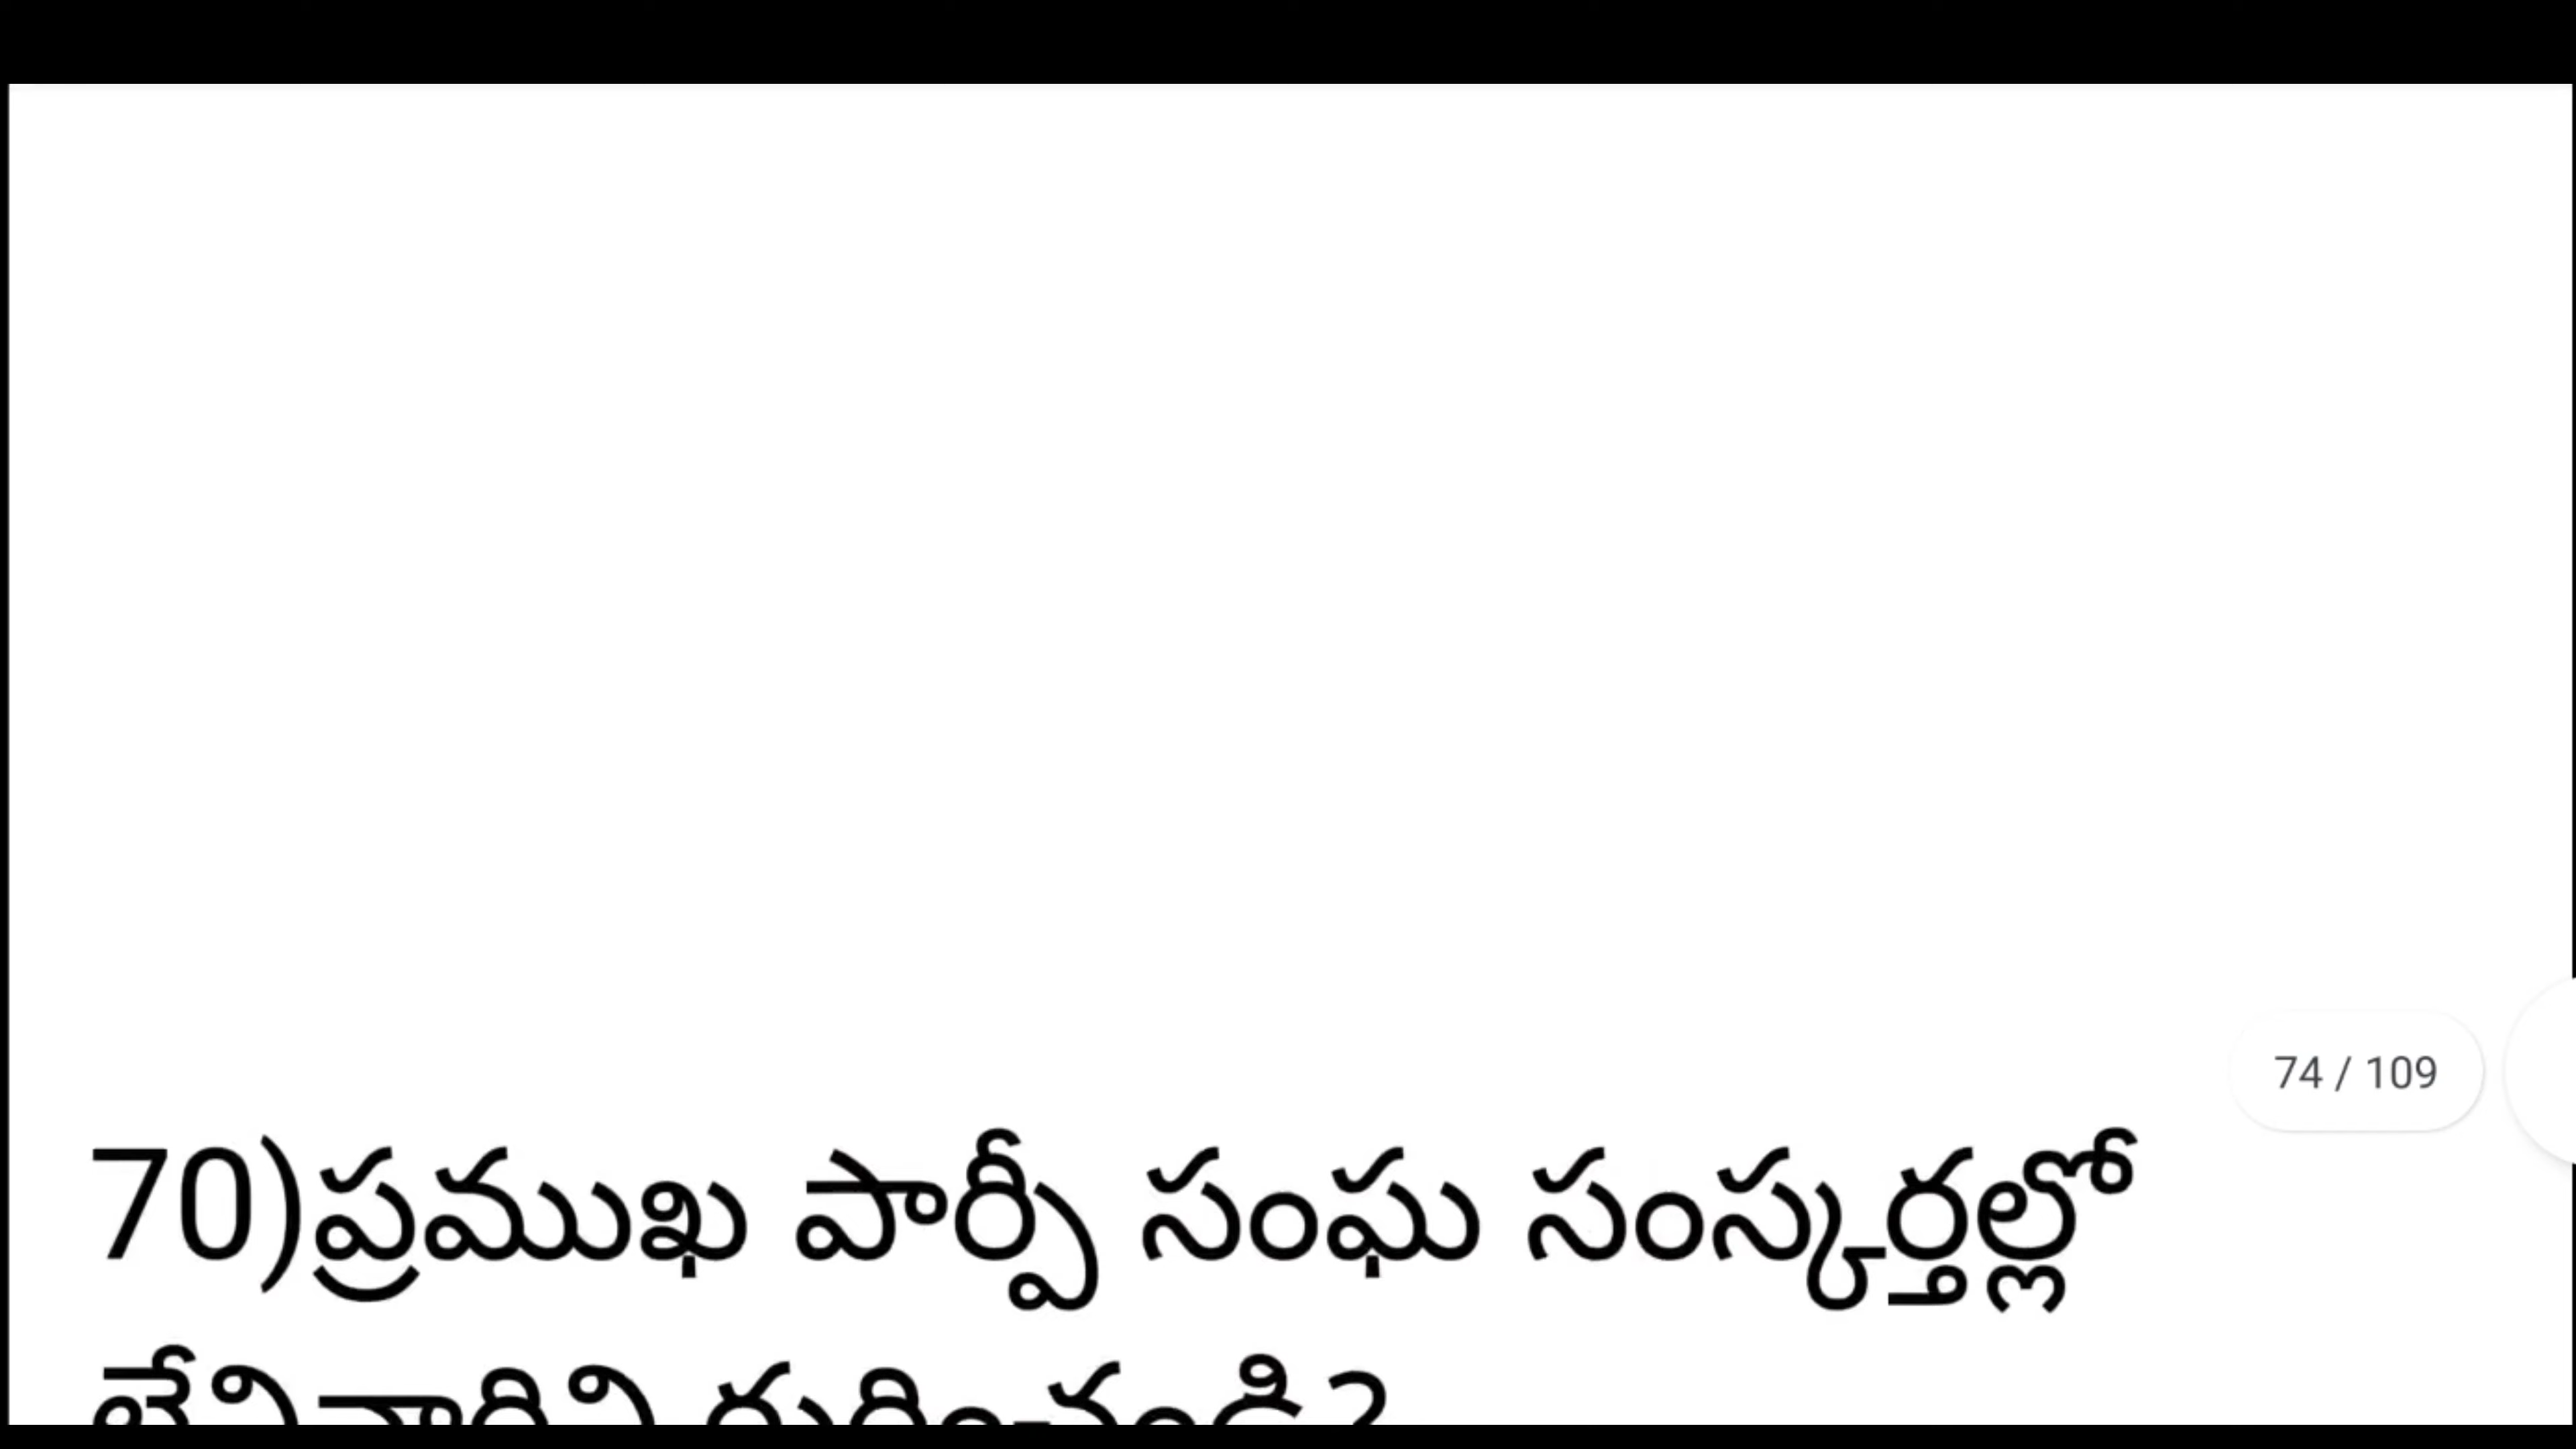 74 / 109
70)ప్రముఖ పార్సీ సంఘ సంస్కర్తల్లో
లేనివారిని గుర్తించండి?